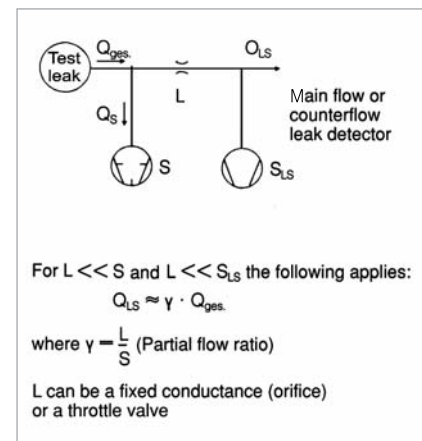 Test
leak
Qges.
OLS
L
Main flow or
counterflow
leak detector
QS
S
SLS
For L << S and L << SLS the following applies:
QLS ≈ γ · Qges.
where γ = L/S (Partial flow ratio)
L can be a fixed conductance (orifice)
or a throttle valve